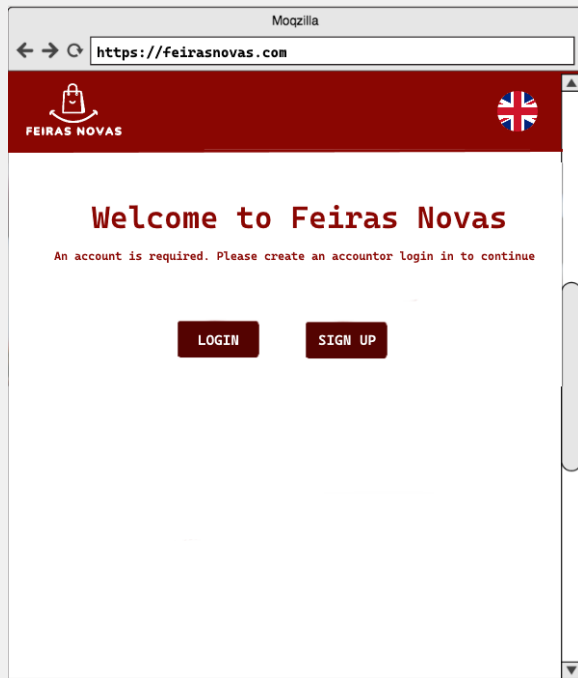 Moqzilla
https://feirasnovas.com
FEIRAS NOVAS
Welcome to Feiras Novas
An account is required. Please create an accountor login in to continue
LOGIN
SIGN UP